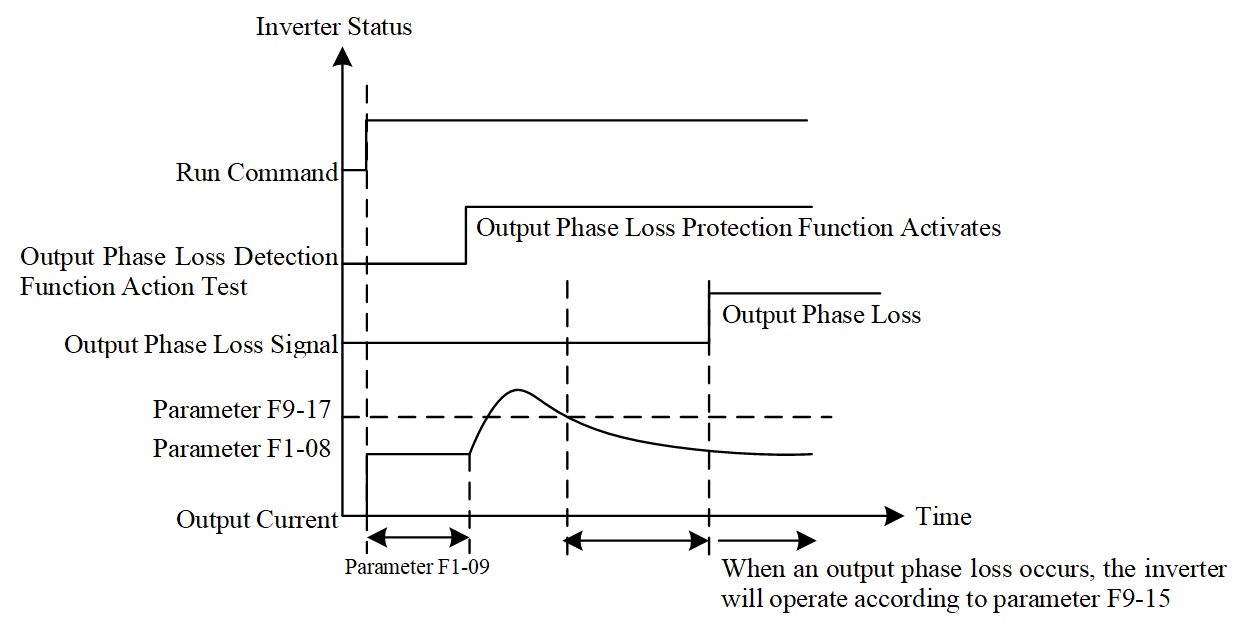 Inverter Status
Run Command
Output Phase Loss Protection Function Activates
Output Phase Loss Detection
Function Action Test
Output Phase Loss
Output Phase Loss Signal
Parameter F9-17
Parameter F1-08
Output Current
Time
Parameter F1-09
When an output phase loss occurs, the inverter
will operate according to parameter F9-15